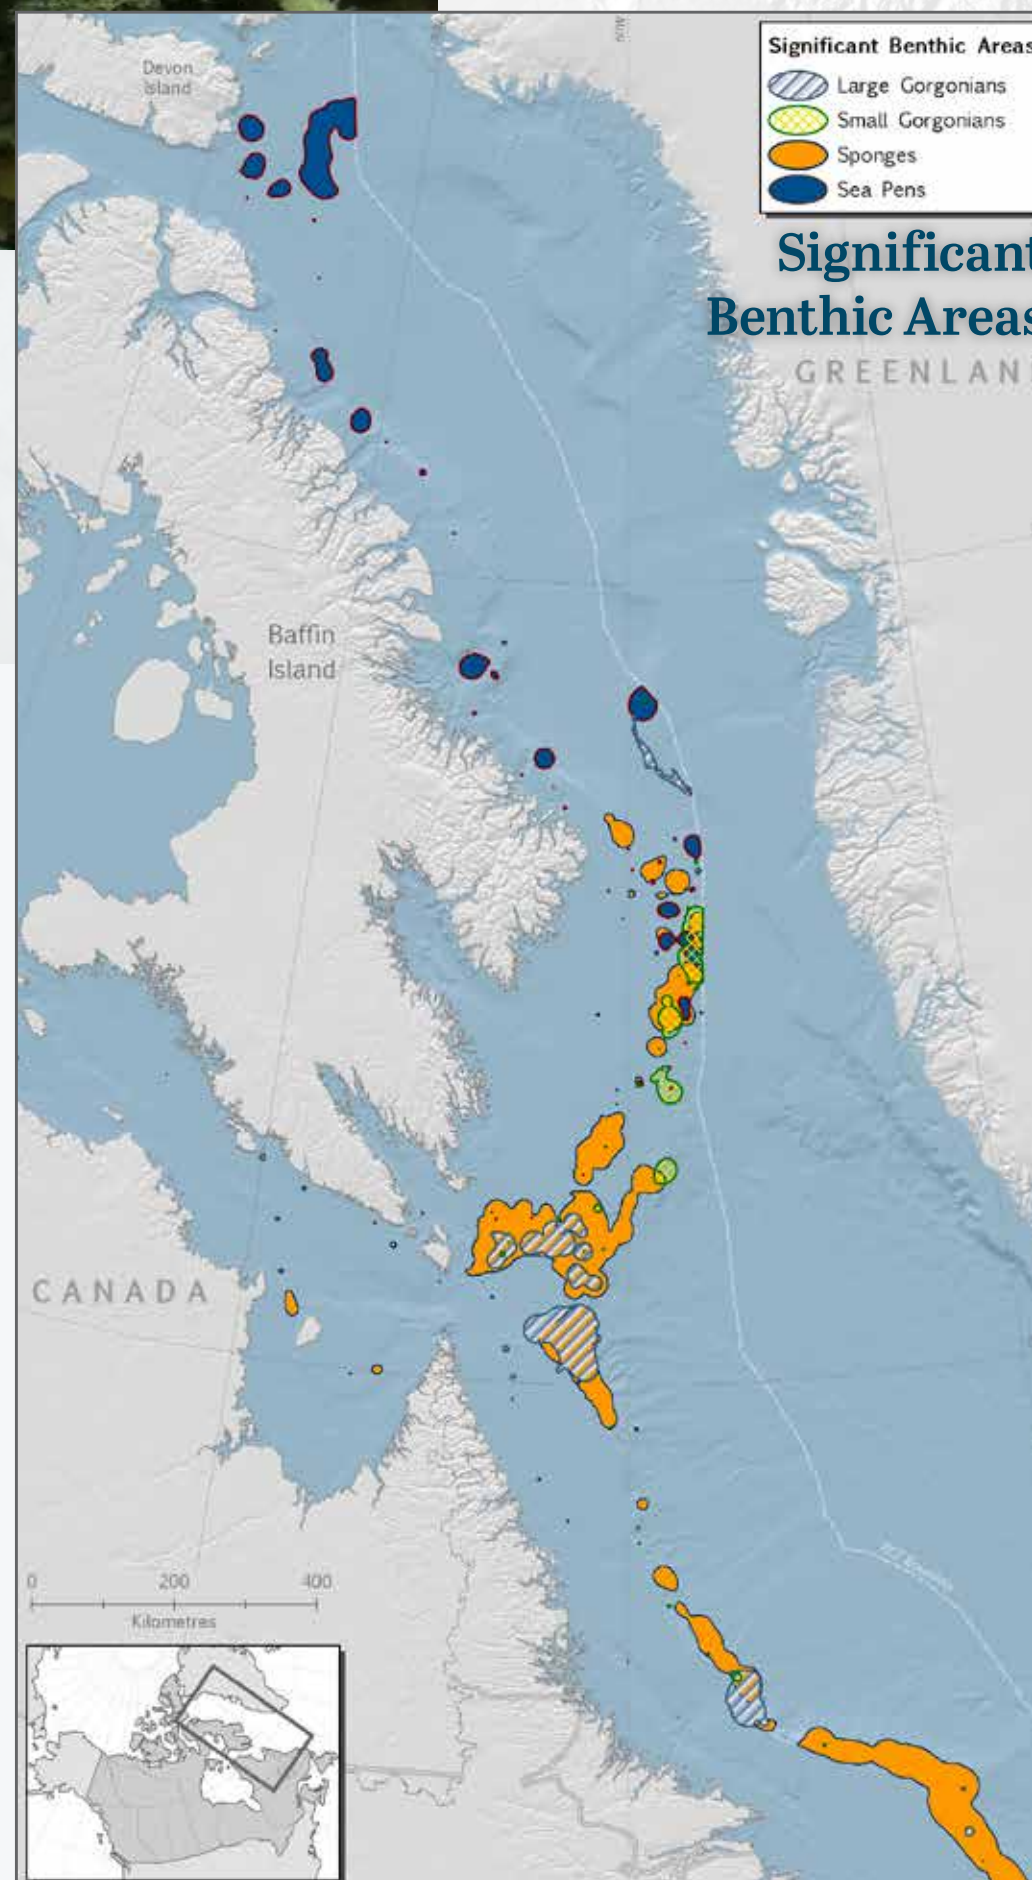 Significant Benthic Areas
Large Gorgonians
Small Gorgonians
Sponges
Sea Pens
Significant
Benthic Areas
Devon
Island
GREENLAN
Baffin
Island
CANADA
0 200 400
Kilometres